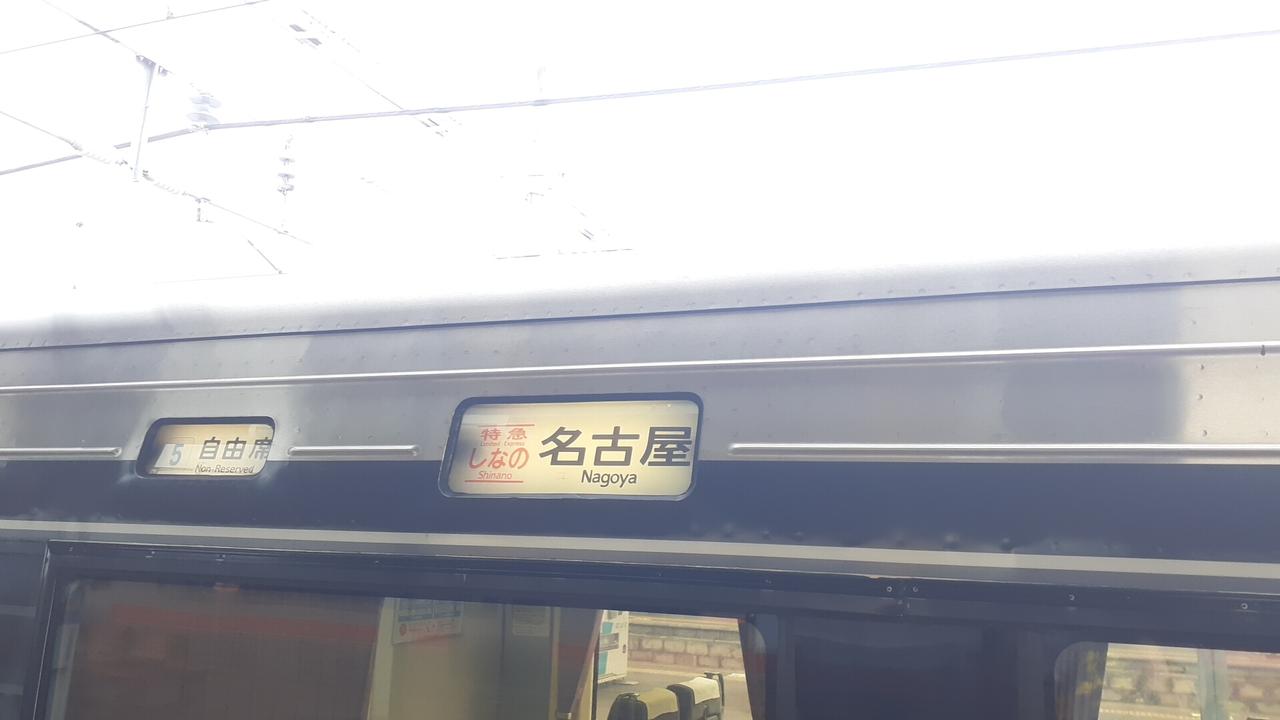 5
自由席
Non-Reserved
特急
Limited Express
しなの
Shinano
名古屋
Nagoya